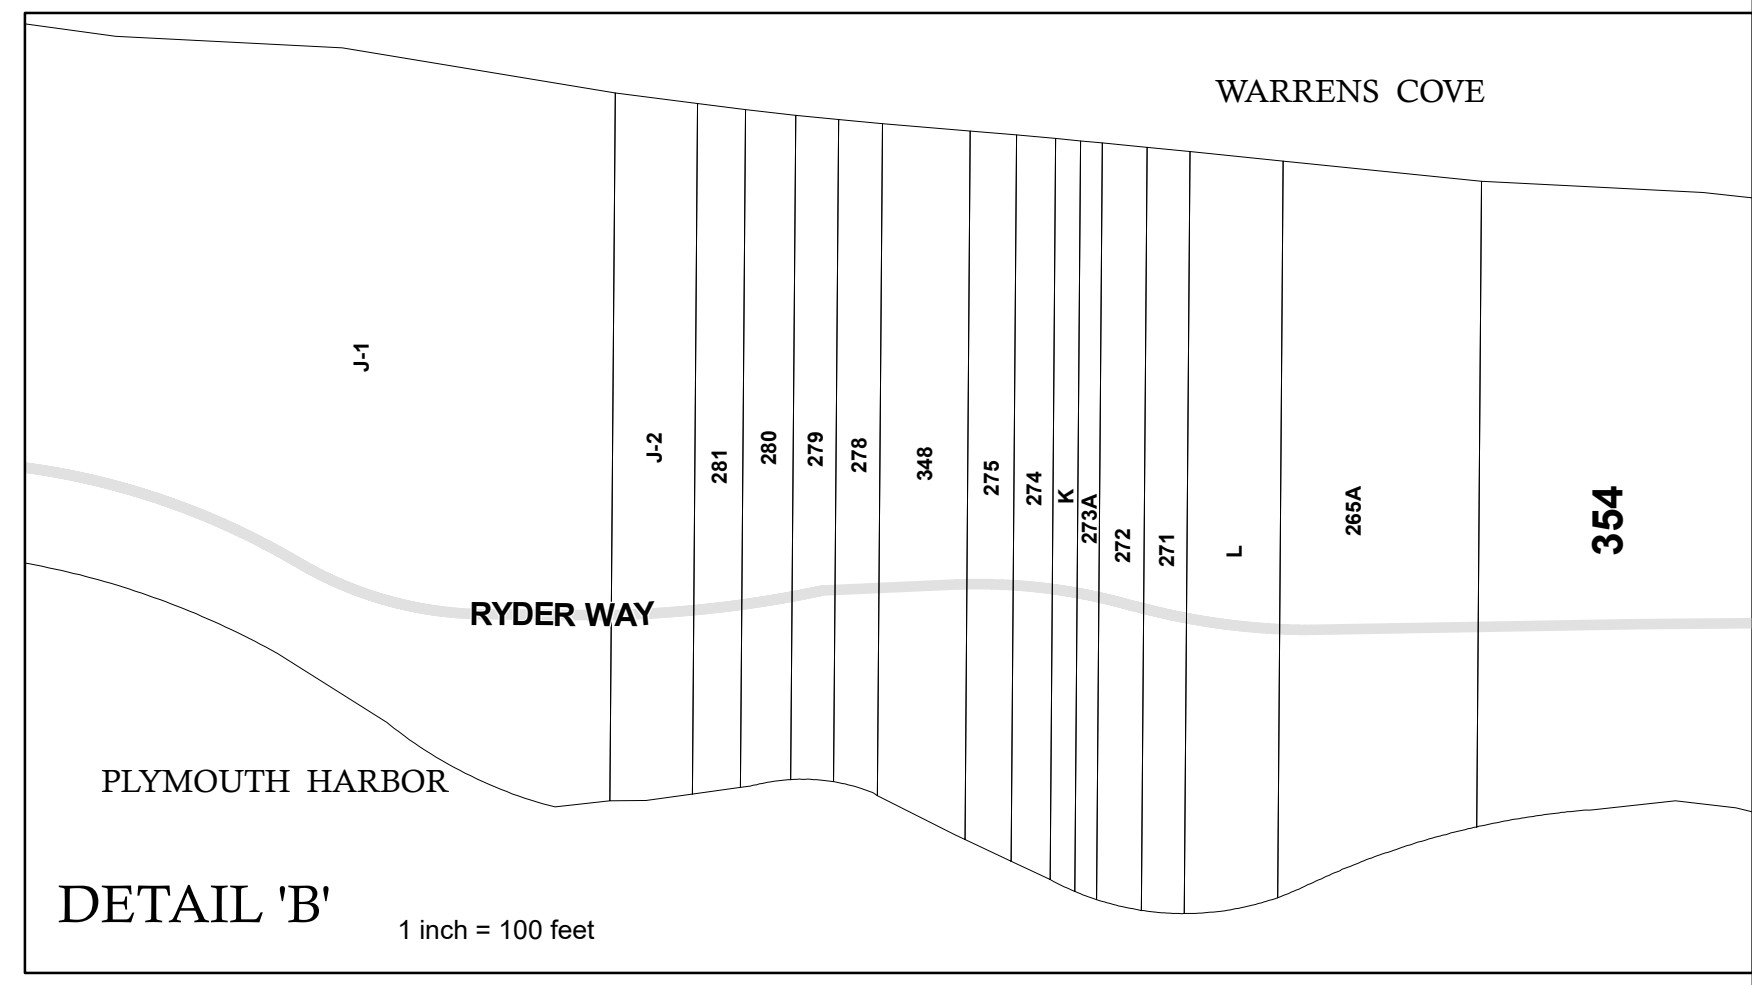 WARRENS COVE
J-1
J-2
281
280
279
278
348
275
274
K
273A
272
271
L
265A
354
RYDER WAY
PLYMOUTH HARBOR
DETAIL 'B'
1 inch = 100 feet